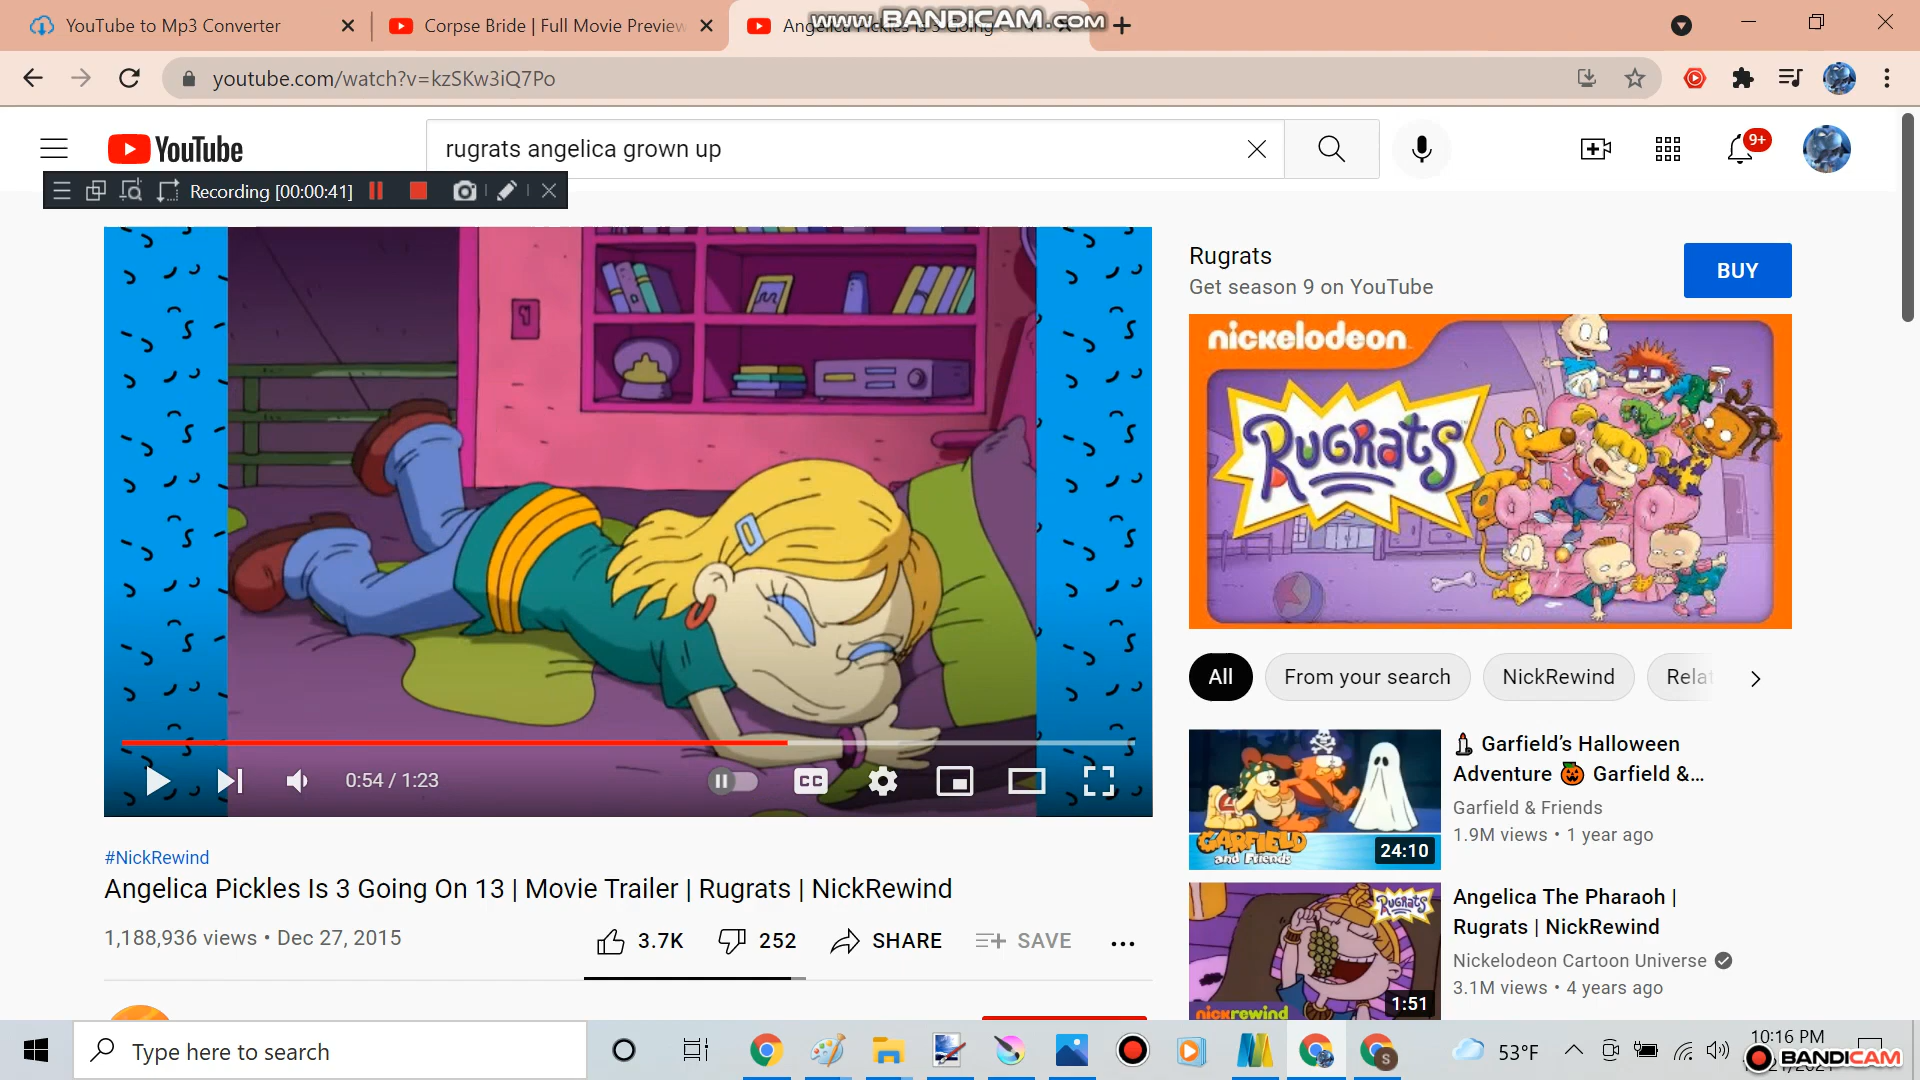 YouTube to Mp3 Converter
Corpse Bride | Full Movie Preview
www.BANDICAM.com
youtube.com/watch?v=kzSKw3iQ7Po
YouTube
rugrats angelica grown up
9+
Recording [00:00:41]
Rugrats
Get season 9 on YouTube
BUY
nickelodeon
RUGRATS
All
From your search
NickRewind
0:54 / 1:23
CC
#NickRewind
Angelica Pickles Is 3 Going On 13 | Movie Trailer | Rugrats | NickRewind
1,188,936 views • Dec 27, 2015
3.7K
252
SHARE
SAVE
Garfield's Halloween
Adventure 🎃 Garfield &...
Garfield & Friends
1.9M views • 1 year ago
GARFIELD
and Friends
24:10
Angelica The Pharaoh |
Rugrats | NickRewind
Nickelodeon Cartoon Universe
3.1M views • 4 years ago
RUGRATS
nickrewind
1:51
Type here to search
S
53°F
10:16 PM
BANDICAM